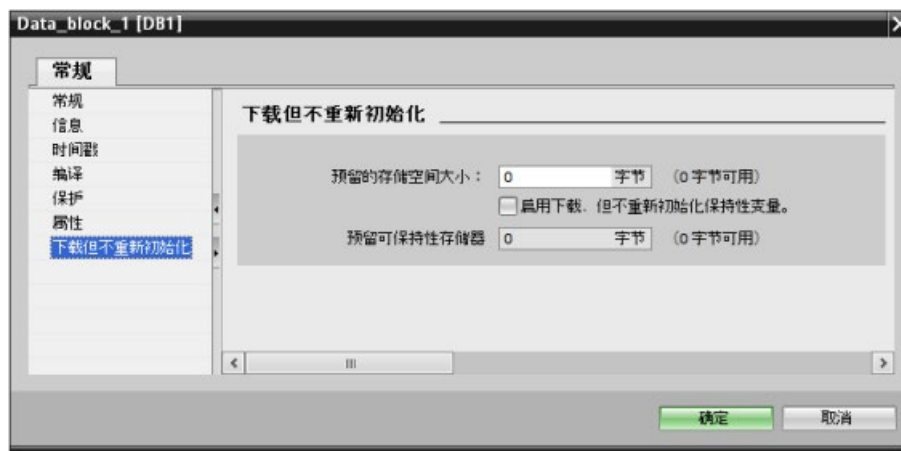 Data_block_1 [DB1]
常规
常规
信息
时间戳
编译
保护
属性
下载但不重新初始化
下载但不重新初始化
预留的存储空间大小： 0 字节 （0 字节可用）
启用下载，但不重新初始化保持性变量。
预留可保持性存储器 0 字节 （0 字节可用）
确定 取消